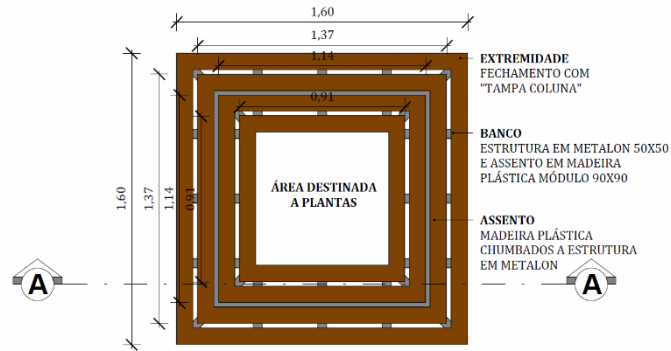 1,60
1,37
1,14
0,91
1,60
1,37
1,14
0,91
EXTREMIDADE
FECHAMENTO COM
"TAMPA COLUNA"
BANCO
ESTRUTURA EM METALON 50X50
E ASSENTO EM MADEIRA
PLÁSTICA MÓDULO 90X90
ÁREA DESTINADA
A PLANTAS
ASSENTO
MADEIRA PLÁSTICA
CHUMBADOS A ESTRUTURA
EM METALON
A
A